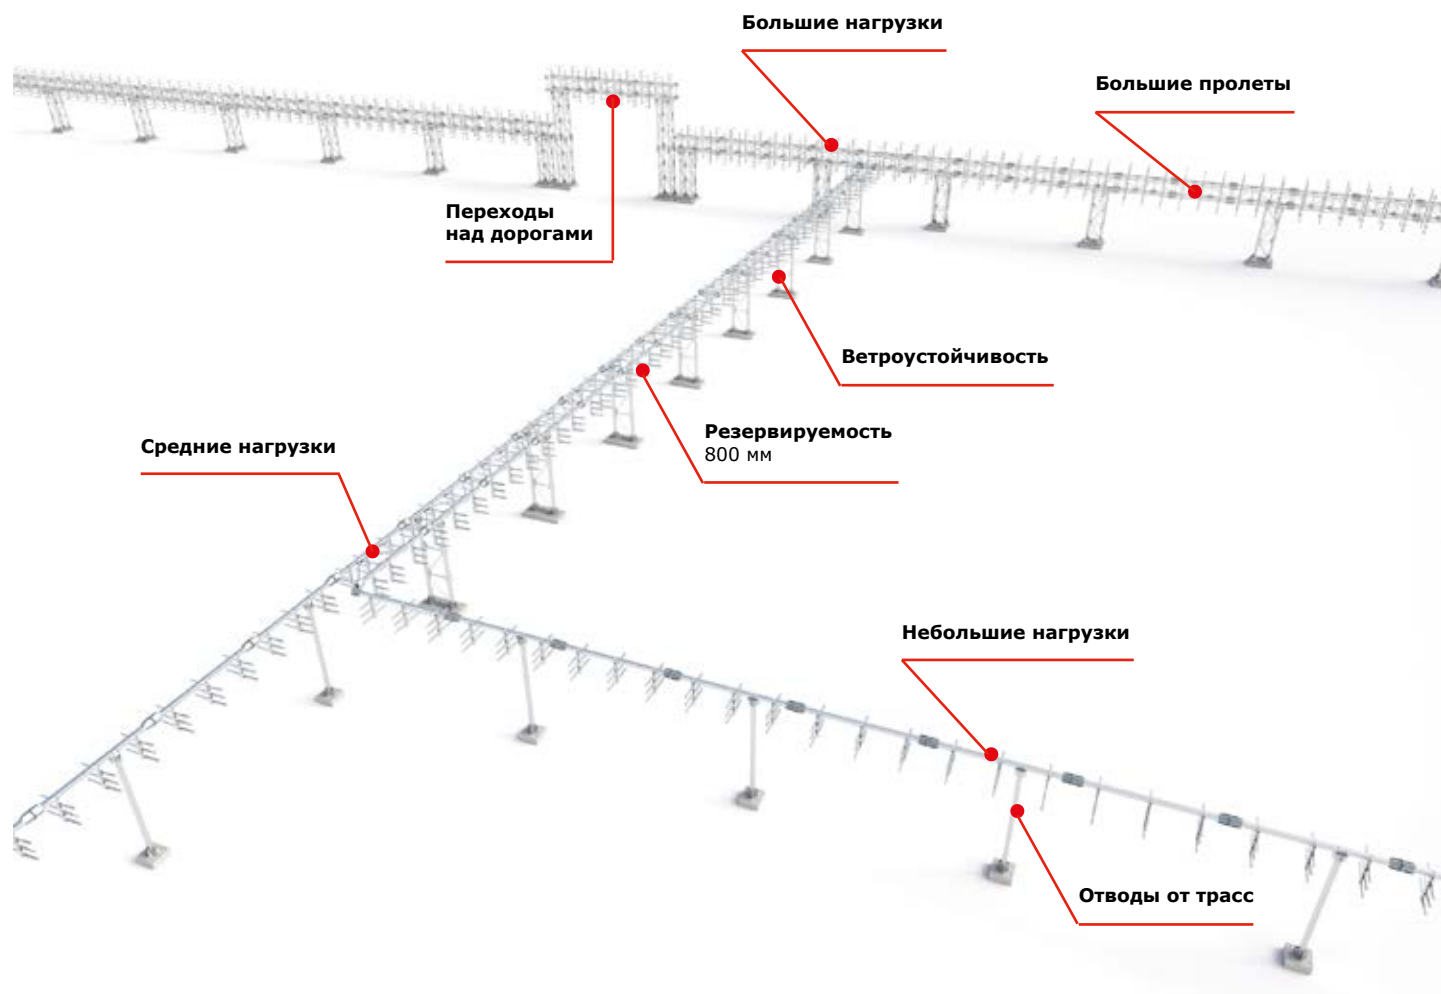 Большие нагрузки
Большие пролеты
Переходы
над дорогами
Ветроустойчивость
Резервируемость
800 мм
Средние нагрузки
Небольшие нагрузки
Отводы от трасс